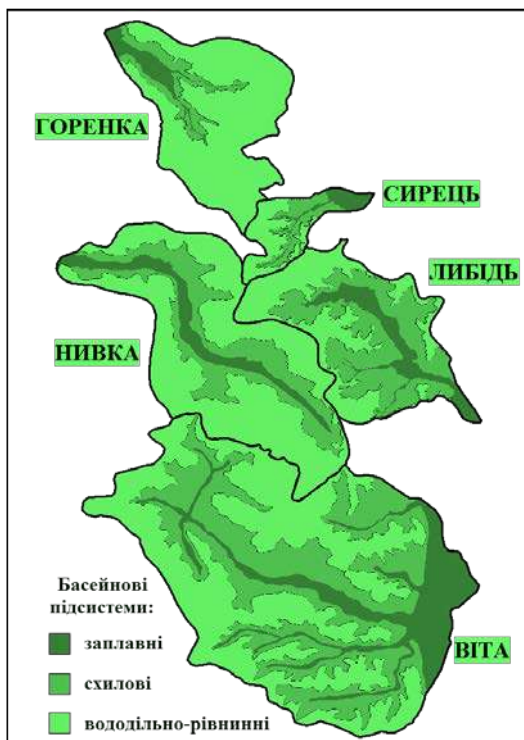 ГОРЕНКА
СИРЕЦЬ
ЛИБІДЬ
НИВКА
Басейнові
підсистеми:
заплавні
схилові
вододільно-рівнинні
ВІТА